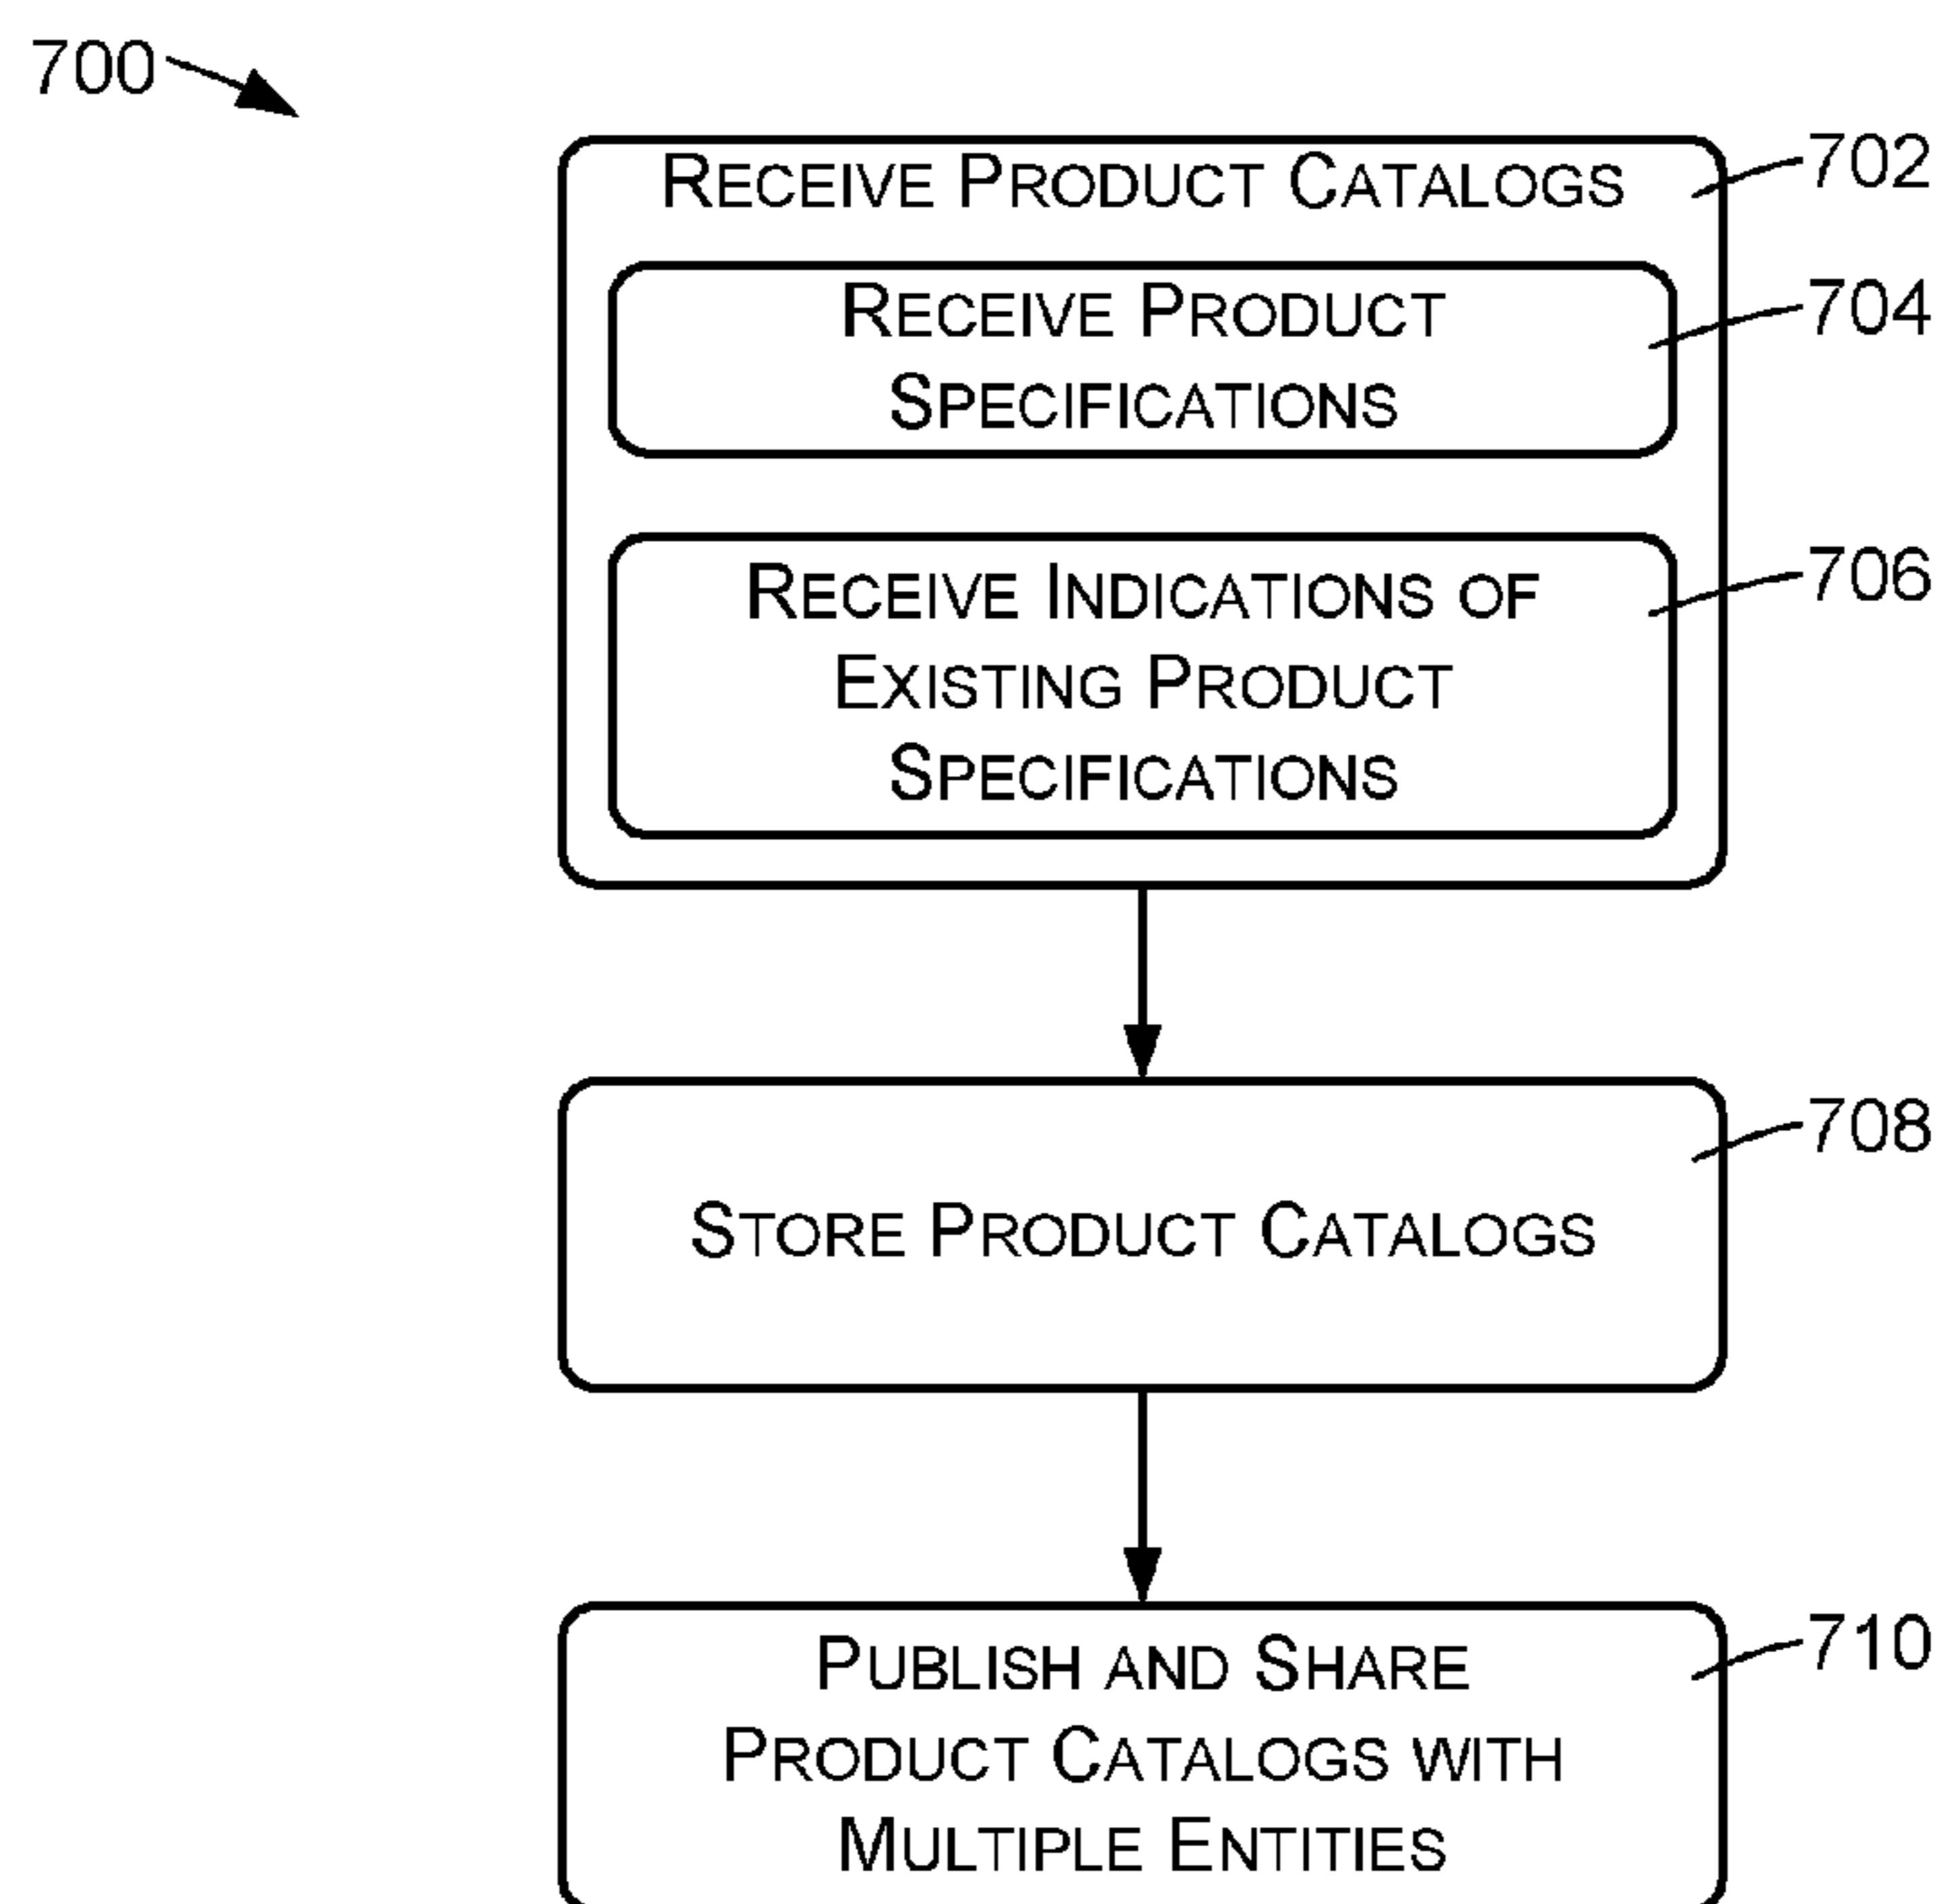 700
RECEIVE PRODUCT CATALOGS
702
RECEIVE PRODUCT
SPECIFICATIONS
704
RECEIVE INDICATIONS OF
EXISTING PRODUCT
SPECIFICATIONS
706
STORE PRODUCT CATALOGS
708
PUBLISH AND SHARE
PRODUCT CATALOGS WITH
MULTIPLE ENTITIES
710